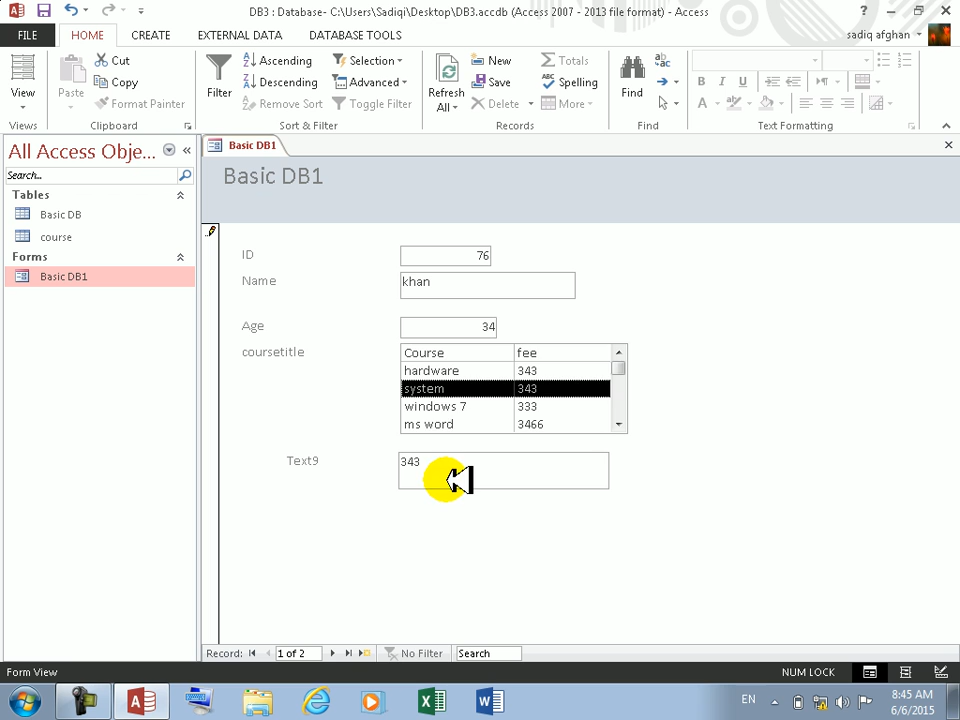 DB3 : Database- C:\Users\Sadiqi\Desktop\DB3.accdb (Access 2007 - 2013 file format) - Access
FILE HOME CREATE EXTERNAL DATA DATABASE TOOLS sadiq afghan
View
Views
Paste
Cut
Copy
Format Painter
Clipboard
Filter
Ascending
Descending
Remove Sort
Selection
Advanced
Toggle Filter
Sort & Filter
Refresh
All
New
Save
Delete
Totals
Spelling
More
Records
Find
Find
B I U
A
Text Formatting
All Access Obje...
Search..
Tables
Basic DB
course
Forms
Basic DB1
Basic DB1
Basic DB1
ID 76
Name khan
Age 34
coursetitle
Course fee
hardware 343
system 343
windows 7 333
ms word 3466
Text9 343
Record: 1 of 2 No Filter Search
Form View NUM LOCK
EN 8:45 AM
6/6/2015